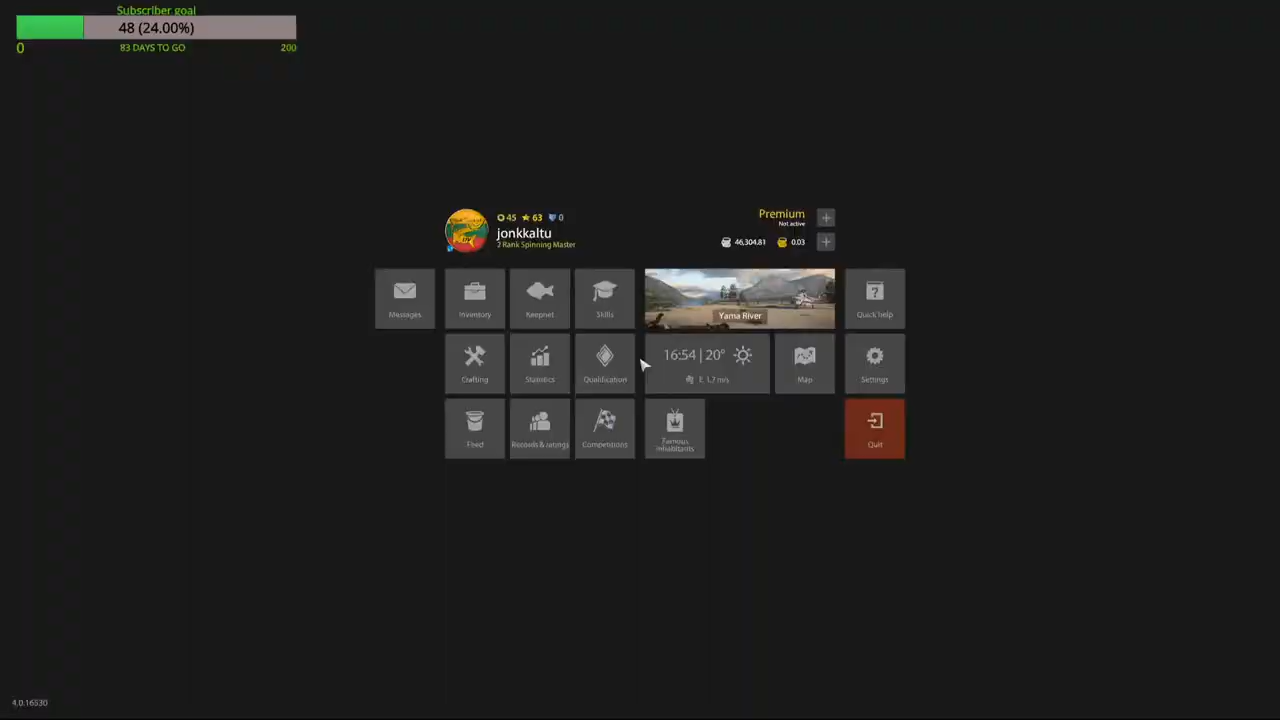 Subscriber goal
48 (24.00%)
0
83 DAYS TO GO
200
45 63 0
jonkkaltu
2 Rank Spinning Master
Premium
Not active
46,304.81 0.03
Messages
Inventory
Keepnet
Skills
Yama River
Quick help
Crafting
Statistics
Qualification
16:54 | 20°
E, 1.7 m/s
Map
Settings
Feed
Records & ratings
Competitions
Famous
inhabitants
Quit
4.0.16530